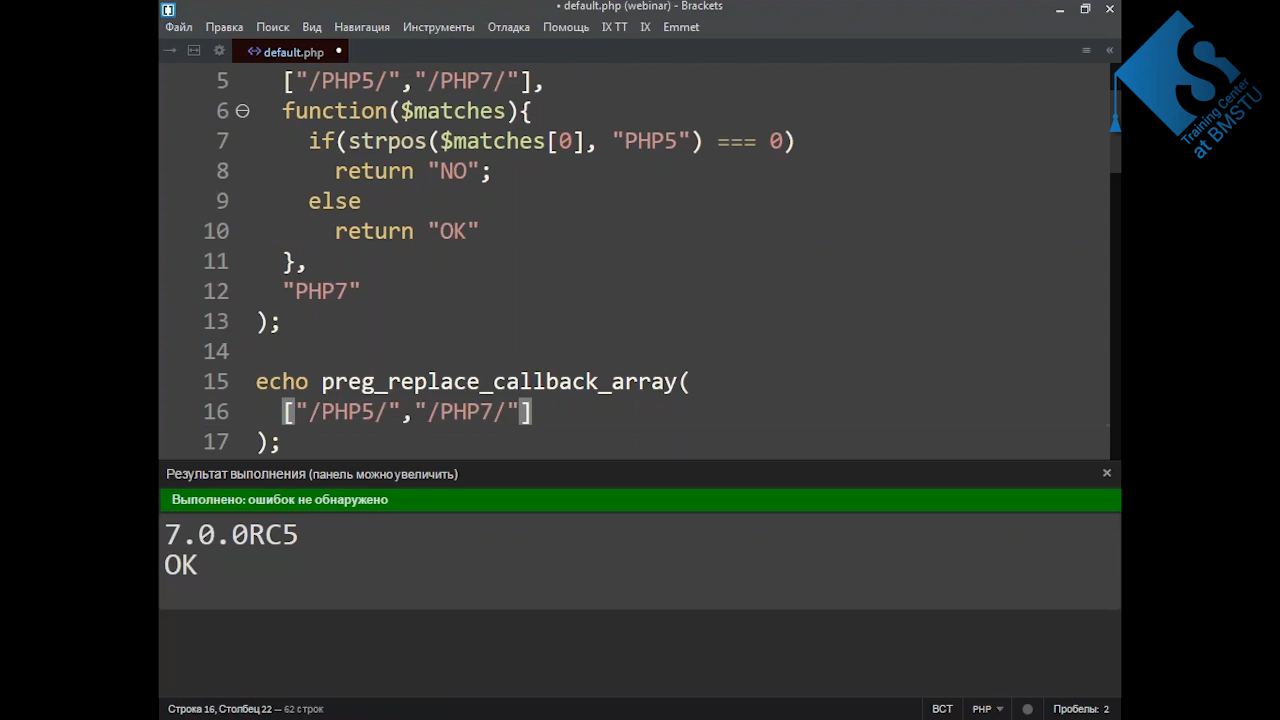 • default.php (webinar) - Brackets
Файл Правка Поиск Вид Навигация Инструменты Отладка Помощь IX TT IX Emmet
default.php •
5 ["/PHP5/","/PHP7/"],
6 function($matches){
7 if(strpos($matches[0], "PHP5") === 0)
8 return "NO";
9 else
10 return "OK"
11 },
12 "PHP7"
13 );
14
15 echo preg_replace_callback_array(
16 ["/PHP5/","/PHP7/"]
17 );
Результат выполнения (панель можно увеличить)
Выполнено: ошибок не обнаружено
7.0.0RC5
OK
Строка 16, Столбец 22 — 62 строк ВСТ PHP Пробелы: 2
Training Center
at BMSTU